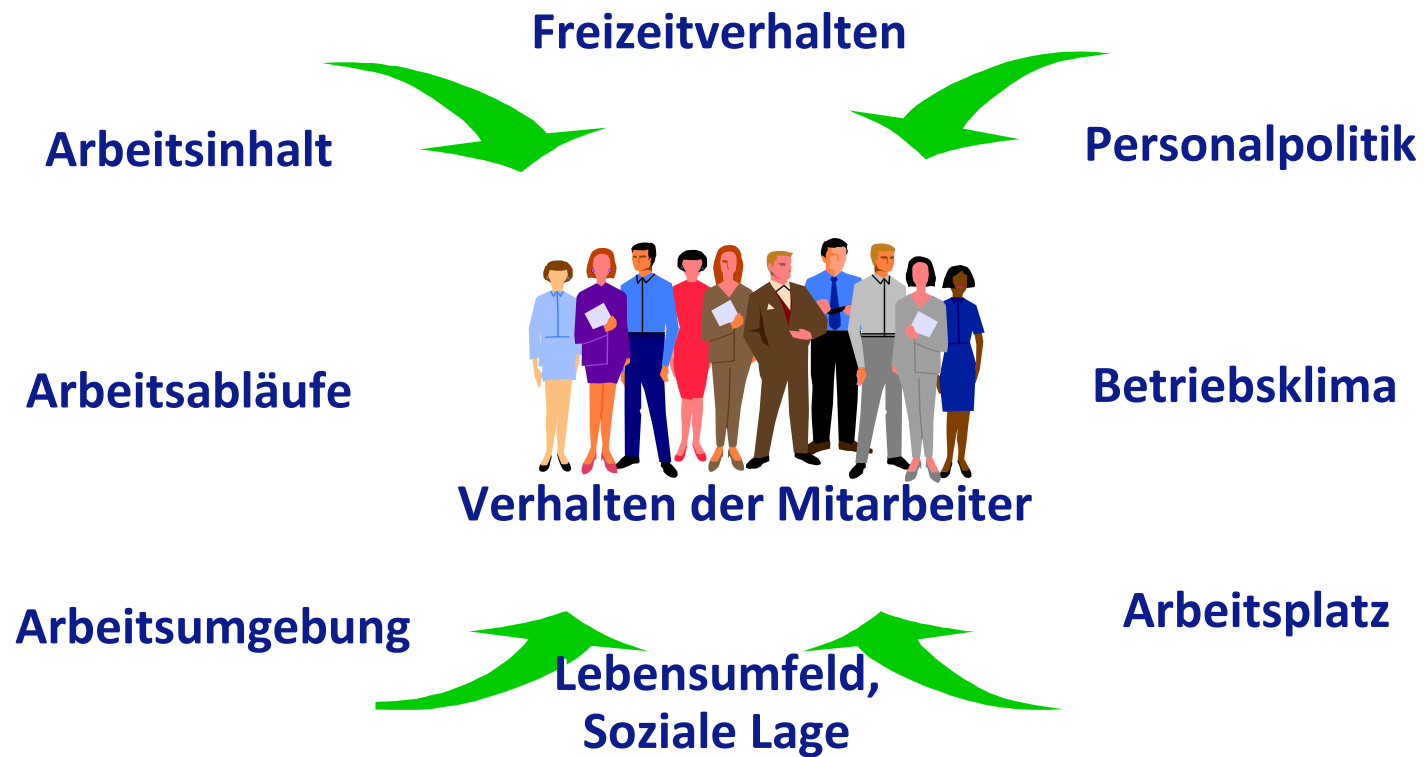 Freizeitverhalten
Arbeitsinhalt
Personalpolitik
Arbeitsabläufe
Betriebsklima
Verhalten der Mitarbeiter
Arbeitsumgebung
Arbeitsplatz
Lebensumfeld,
Soziale Lage